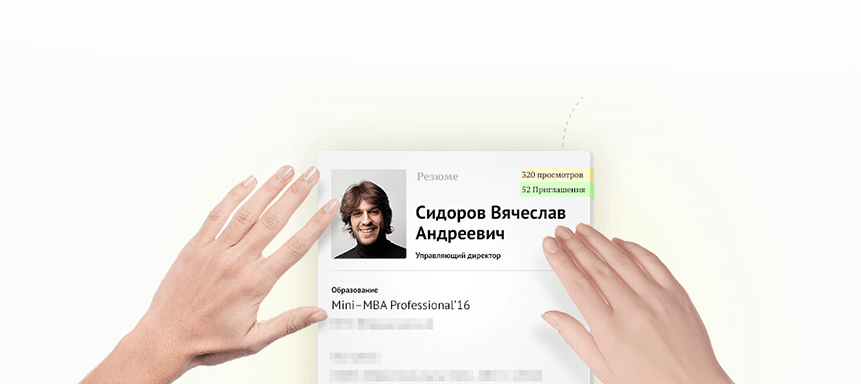 Резюме
320 просмотров
52 Приглашения
Сидоров Вячеслав
Андреевич
Управляющий директор
Образование
Mini–MBA Professional’16